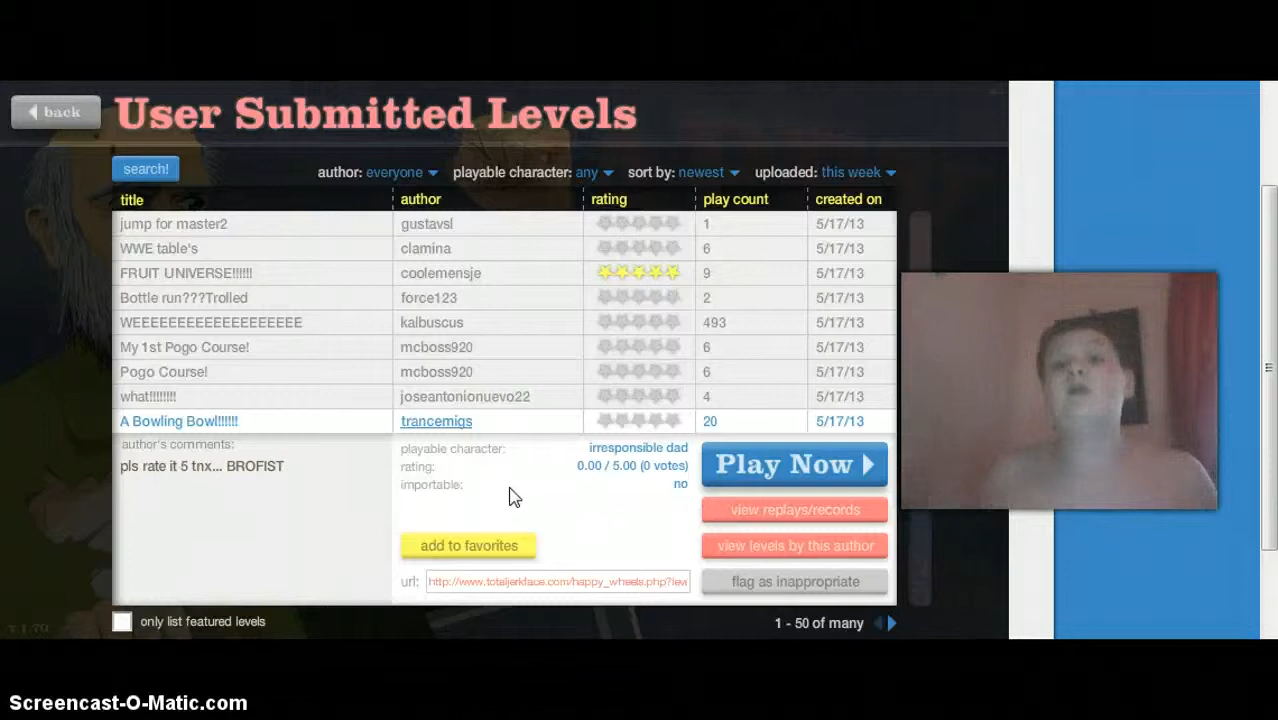 back
User Submitted Levels
search!
author: everyone playable character: any sort by: newest uploaded: this week
title author rating play count created on
jump for master2 gustavsl 1 5/17/13
WWE table's clamina 6 5/17/13
FRUIT UNIVERSE!!!!!! coolemensje 9 5/17/13
Bottle run???Trolled force123 2 5/17/13
WEEEEEEEEEEEEEEEEEEE kalbuscus 493 5/17/13
My 1st Pogo Course! mcboss920 6 5/17/13
Pogo Course! mcboss920 6 5/17/13
what!!!!!!!! joseantonionuevo22 4 5/17/13
A Bowling Bowl!!!!!! trancemigs 20 5/17/13
author's comments:
pls rate it 5 tnx... BROFIST
playable character: irresponsible dad
rating: 0.00 / 5.00 (0 votes)
importable: no
Play Now
view replays/records
add to favorites
view levels by this author
url: http://www.totaljerkface.com/happy_wheels.php?lev
flag as inappropriate
only list featured levels
1 - 50 of many
v 1.70
Screencast-O-Matic.com